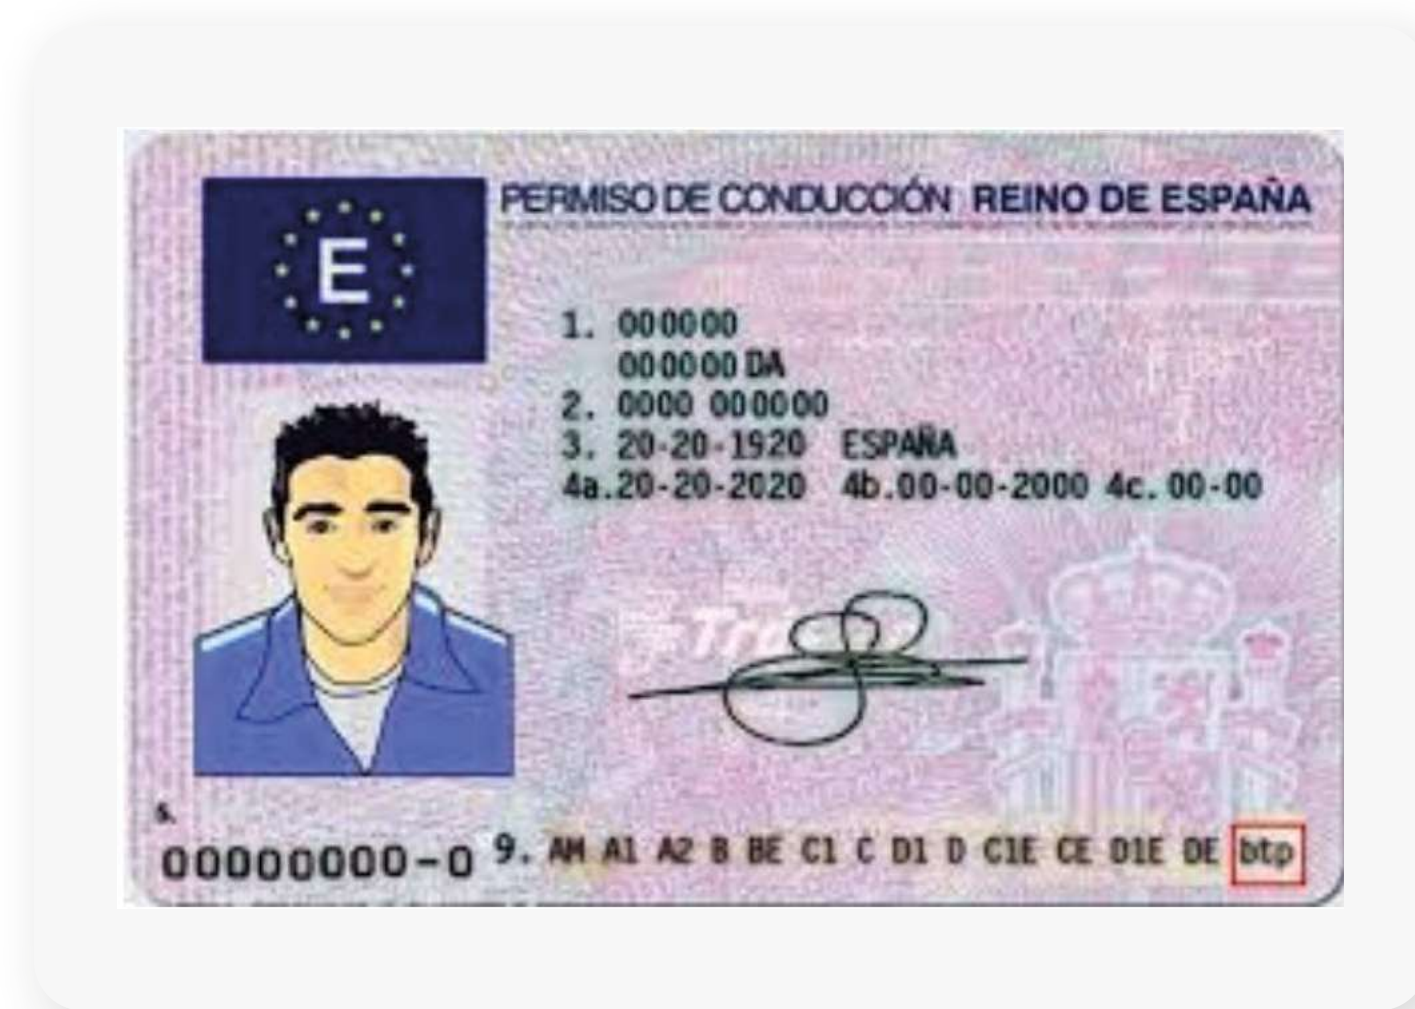 E
PERMISO DE CONDUCCIÓN REINO DE ESPAÑA
1. 000000
000000 DA
2. 0000 000000
3. 20-20-1920 ESPAÑA
4a.20-20-2020 4b.00-00-2000 4c.00-00
5.
00000000-0
9. AM A1 A2 B BE C1 C D1 D C1E CE D1E DE btp